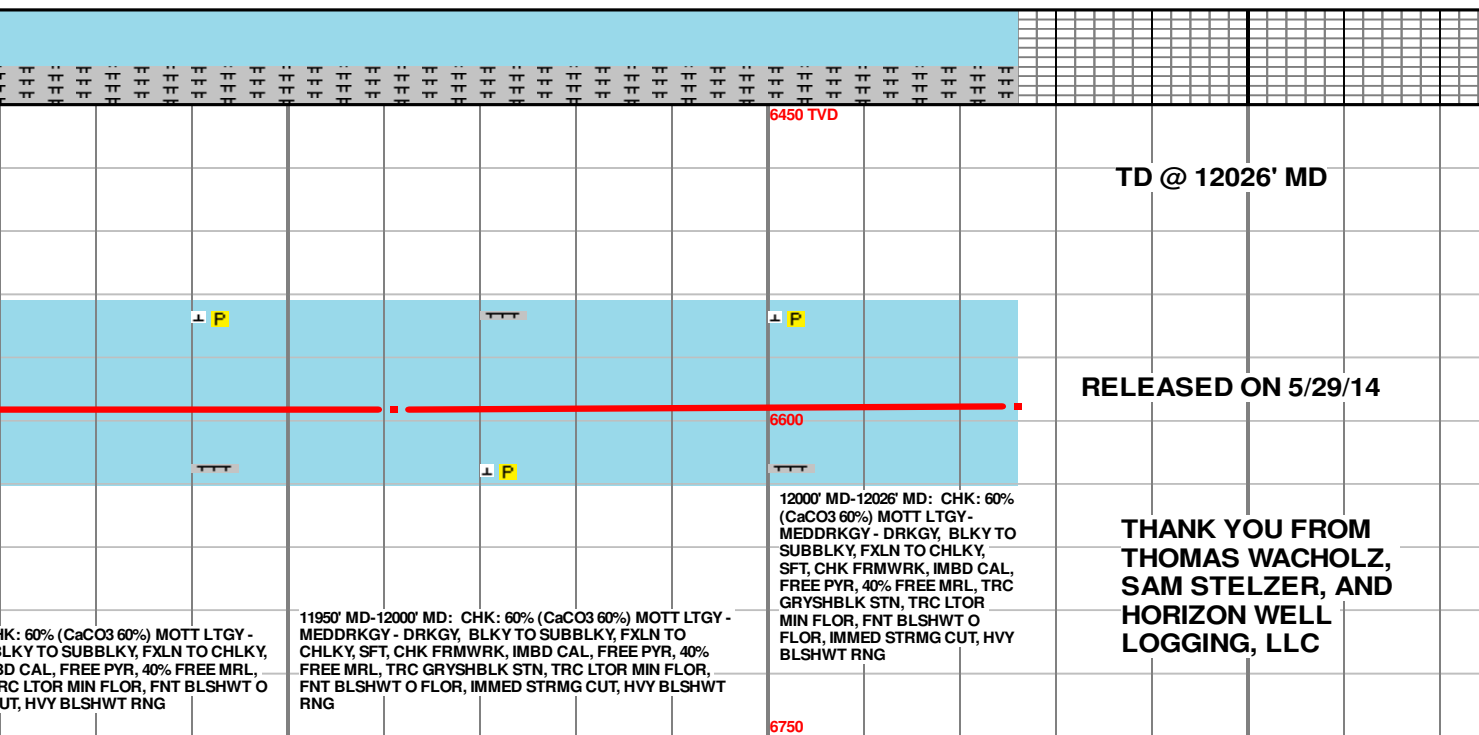 6450 TVD
TD @ 12026' MD
P
P
RELEASED ON 5/29/14
6600
P
12000' MD-12026' MD: CHK: 60%
(CaCO3 60%) MOTT LTGY -
MEDDRKGY - DRKGY, BLKY TO
SUBBLKY, FXLN TO CHLKY,
SFT, CHK FRMWRK, IMBD CAL,
FREE PYR, 40% FREE MRL, TRC
GRYSHBLK STN, TRC LTOR
MIN FLOR, FNT BLSHWT O
FLOR, IMMED STRMG CUT, HVY
BLSHWT RNG
THANK YOU FROM
THOMAS WACHOLZ,
SAM STELZER, AND
HORIZON WELL
LOGGING, LLC
11950' MD-12000' MD: CHK: 60% (CaCO3 60%) MOTT LTGY -
MEDDRKGY - DRKGY, BLKY TO SUBBLKY, FXLN TO
CHLKY, SFT, CHK FRMWRK, IMBD CAL, FREE PYR, 40%
FREE MRL, TRC GRYSHBLK STN, TRC LTOR MIN FLOR,
FNT BLSHWT O FLOR, IMMED STRMG CUT, HVY BLSHWT
RNG
HK: 60% (CaCO3 60%) MOTT LTGY -
LKY TO SUBBLKY, FXLN TO CHLKY,
BD CAL, FREE PYR, 40% FREE MRL,
RC LTOR MIN FLOR, FNT BLSHWT O
UT, HVY BLSHWT RNG
6750